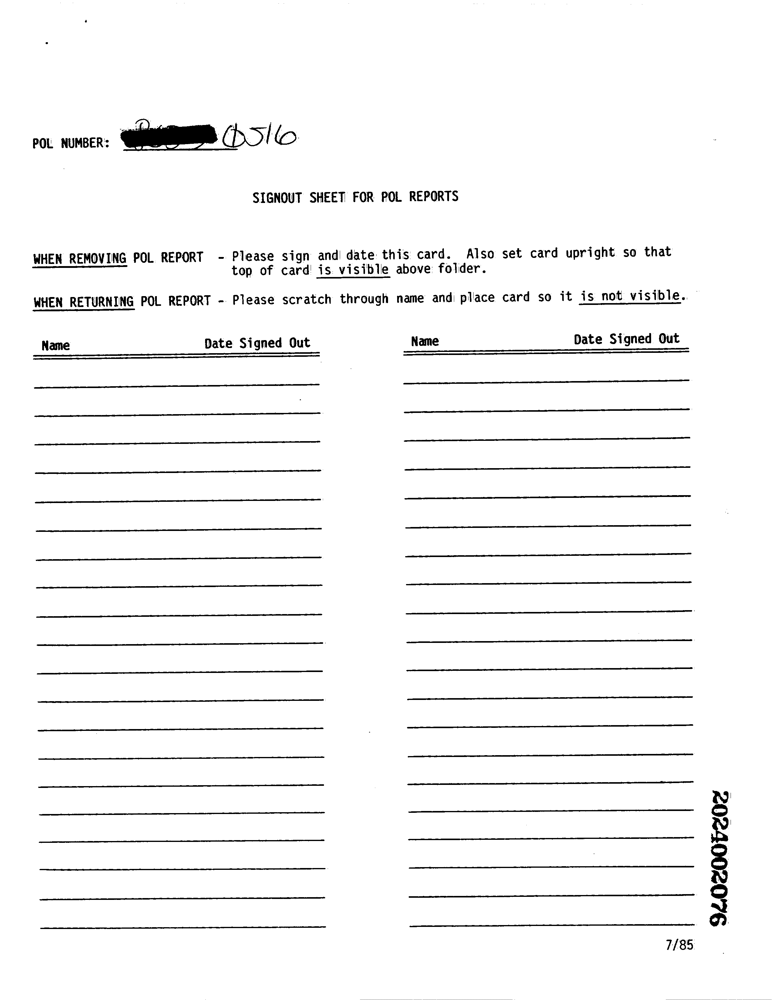 POL NUMBER: 0516
SIGNOUT SHEET FOR POL REPORTS
WHEN REMOVING POL REPORT - Please sign and date this card. Also set card upright so that
top of card is visible above folder.
WHEN RETURNING POL REPORT - Please scratch through name and place card so it is not visible.
Name Date Signed Out Name Date Signed Out
2024002076
7/85